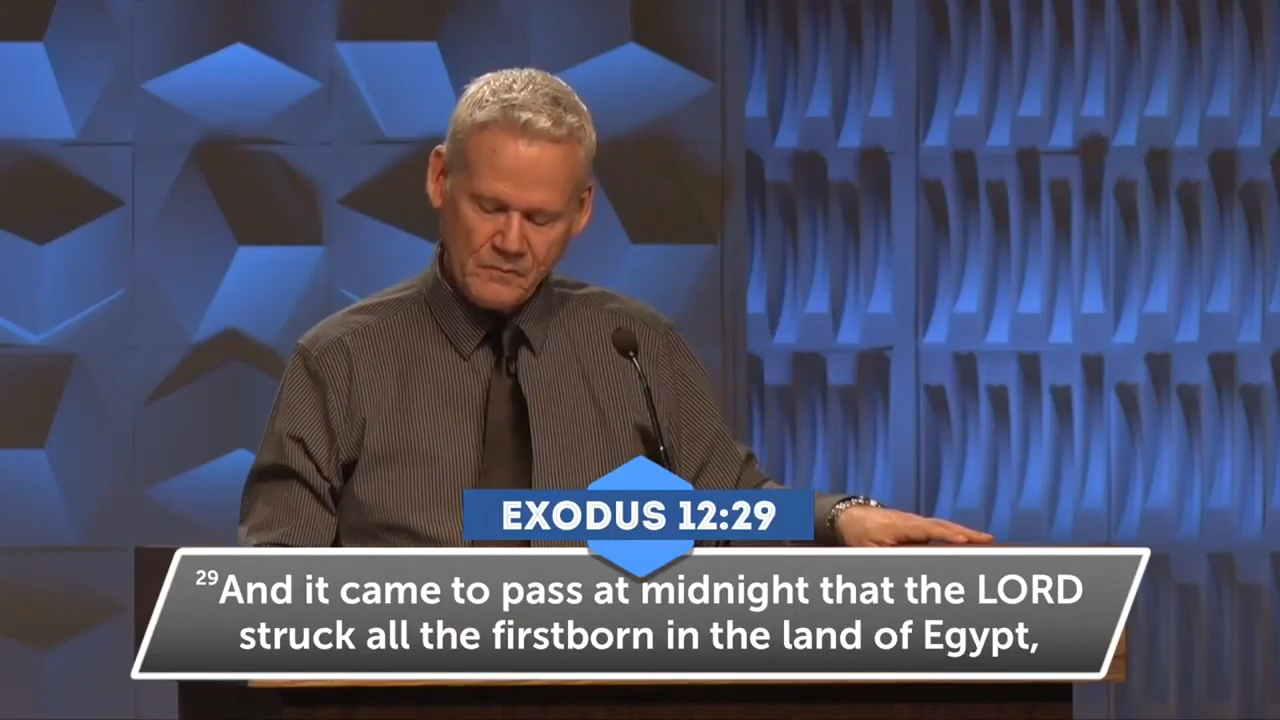 EXODUS 12:29
29And it came to pass at midnight that the LORD
struck all the firstborn in the land of Egypt,